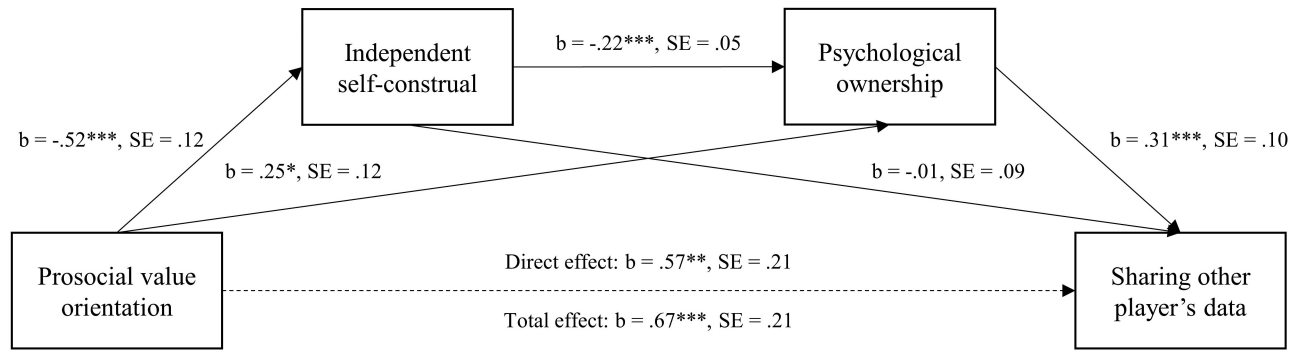 Independent
self-construal
b = -.22***, SE = .05
Psychological
ownership
b = -.52***, SE = .12
b = .25*, SE = .12
b = -.01, SE = .09
b = .31***, SE = .10
Prosocial value
orientation
Direct effect: b = .57**, SE = .21
Total effect: b = .67***, SE = .21
Sharing other
player's data